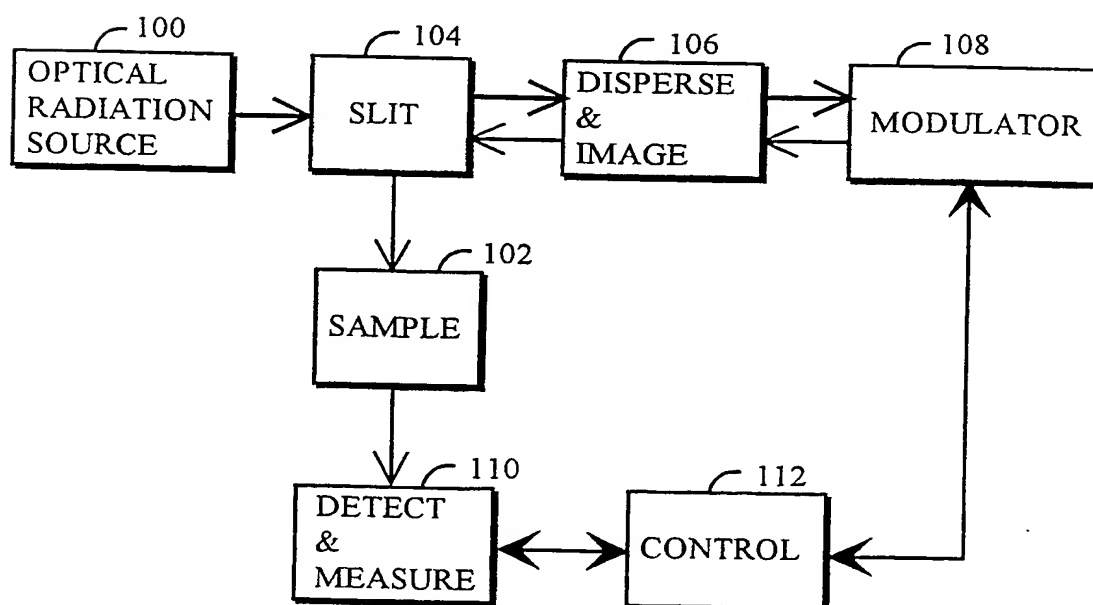 100
104
106
108
OPTICAL
RADIATION
SOURCE
SLIT
DISPERSE
&
IMAGE
MODULATOR
102
SAMPLE
110
112
DETECT
&
MEASURE
CONTROL